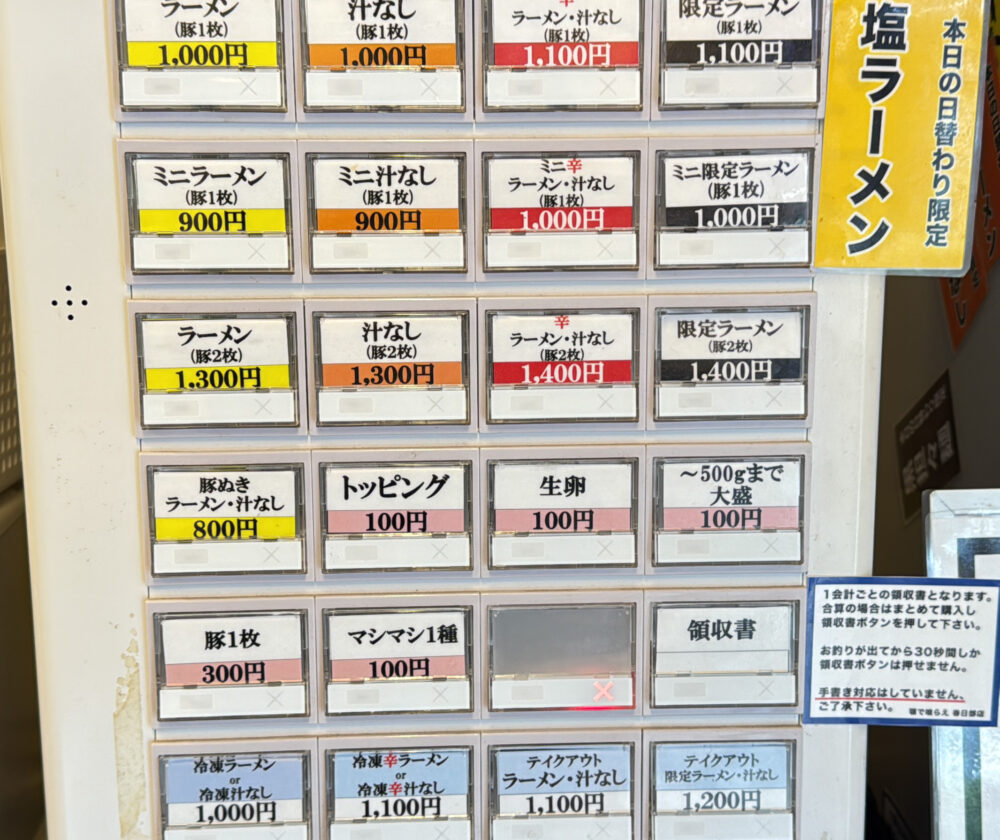 ラーメン
(豚1枚)
1,000円
汁なし
(豚1枚)
1,000円
辛
ラーメン・汁なし
(豚1枚)
1,100円
限定ラーメン
(豚1枚)
1,100円
ミニラーメン
(豚1枚)
900円
ミニ汁なし
(豚1枚)
900円
ミニ辛
ラーメン・汁なし
(豚1枚)
1,000円
ミニ限定ラーメン
(豚1枚)
1,000円
ラーメン
(豚2枚)
1,300円
汁なし
(豚2枚)
1,300円
辛
ラーメン・汁なし
(豚2枚)
1,400円
限定ラーメン
(豚2枚)
1,400円
豚ぬき
ラーメン・汁なし
800円
トッピング
100円
生卵
100円
～500gまで
大盛
100円
豚1枚
300円
マシマシ1種
100円
領収書
冷凍ラーメン
or
冷凍汁なし
1,000円
冷凍辛ラーメン
or
冷凍辛汁なし
1,100円
テイクアウト
ラーメン・汁なし
1,100円
テイクアウト
限定ラーメン・汁なし
1,200円
本日の日替わり限定
塩ラーメン
1会計ごとの領収書となります。
合算の場合はまとめて購入し
領収書ボタンを押して下さい。
お釣りが出てから30秒間しか
領収書ボタンは押せません。
手書き対応はしていません、
ご了承下さい。
顎で喰らえ 春日部店